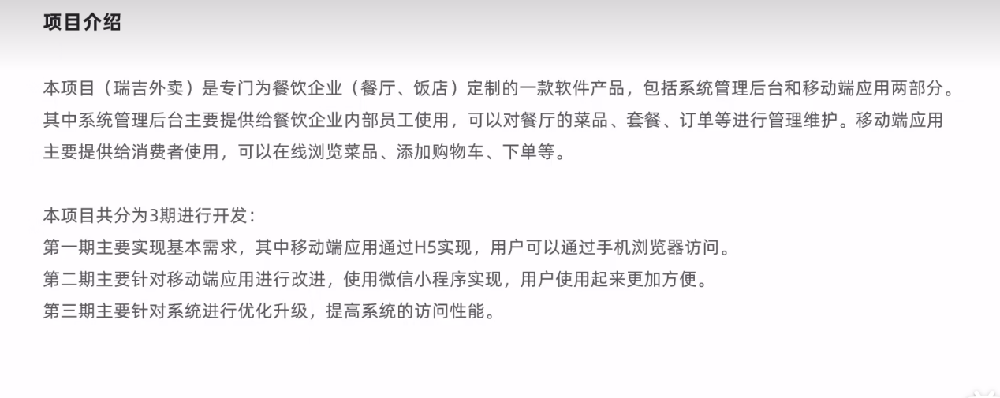 项目介绍
本项目（瑞吉外卖）是专门为餐饮企业（餐厅、饭店）定制的一款软件产品，包括系统管理后台和移动端应用两部分。
其中系统管理后台主要提供给餐饮企业内部员工使用，可以对餐厅的菜品、套餐、订单等进行管理维护。移动端应用
主要提供给消费者使用，可以在线浏览菜品、添加购物车、下单等。
本项目共分为3期进行开发：
第一期主要实现基本需求，其中移动端应用通过H5实现，用户可以通过手机浏览器访问。
第二期主要针对移动端应用进行改进，使用微信小程序实现，用户使用起来更加方便。
第三期主要针对系统进行优化升级，提高系统的访问性能。